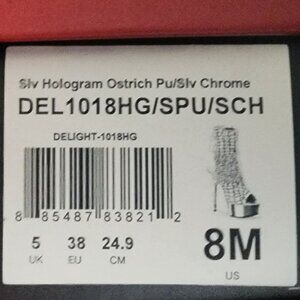 Slv Hologram Ostrich Pu/Slv Chrome
DEL1018HG/SPU/SCH
DELIGHT-1018HG
8 85487 83821 2
5 38 24.9
UK EU CM
8M
US